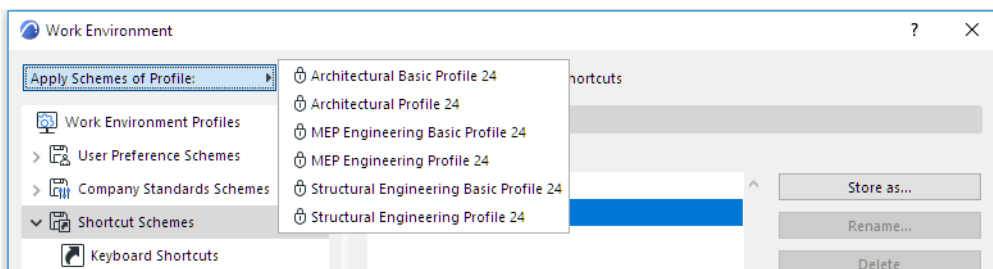 Work Environment
?
Apply Schemes of Profile:
Architectural Basic Profile 24
Architectural Profile 24
MEP Engineering Basic Profile 24
MEP Engineering Profile 24
Structural Engineering Basic Profile 24
Structural Engineering Profile 24
hortcuts
Work Environment Profiles
User Preference Schemes
Company Standards Schemes
Shortcut Schemes
Keyboard Shortcuts
Store as...
Rename...
Delete